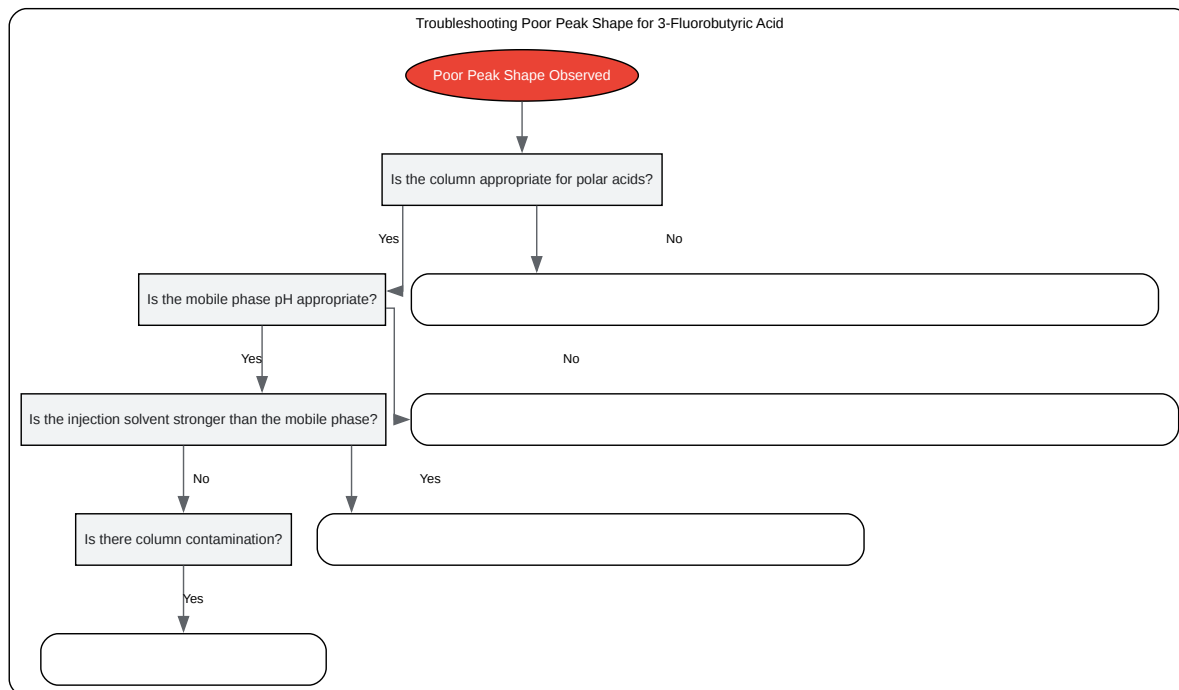 Troubleshooting Poor Peak Shape for 3-Fluorobutyric Acid
Poor Peak Shape Observed
Is the column appropriate for polar acids?
Yes
No
Is the mobile phase pH appropriate?
Yes
No
Is the injection solvent stronger than the mobile phase?
No
Yes
Is there column contamination?
Yes